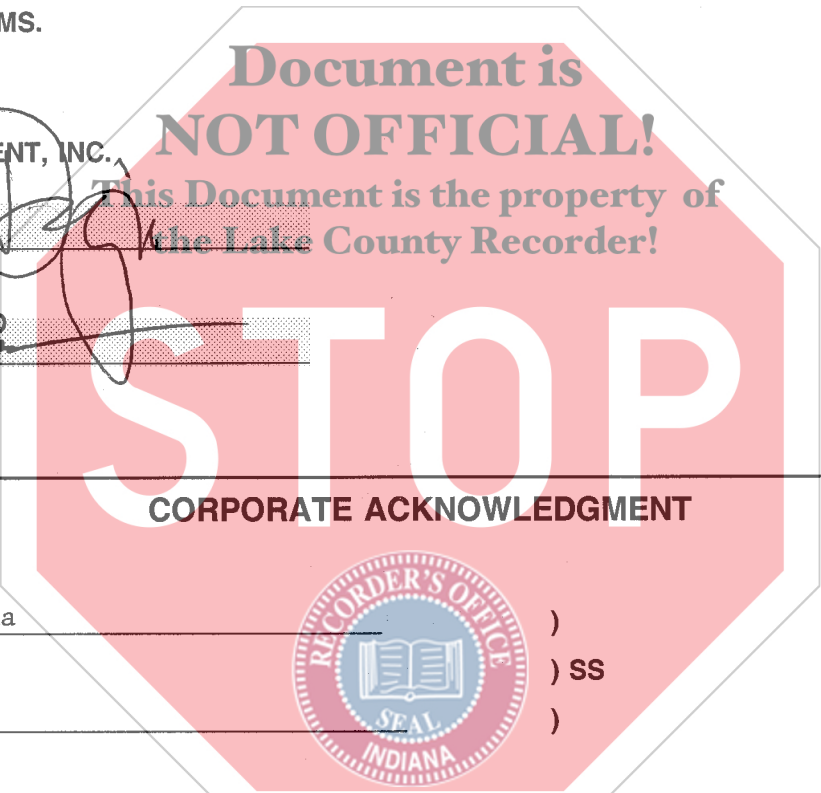 MS.
Document is
NOT OFFICIAL!
ENT, INC.,
This Document is the property of
the Lake County Recorder!
STOP
CORPORATE ACKNOWLEDGMENT
a )
) SS
)
RECORDER'S OFFICE
SEAL
INDIANA